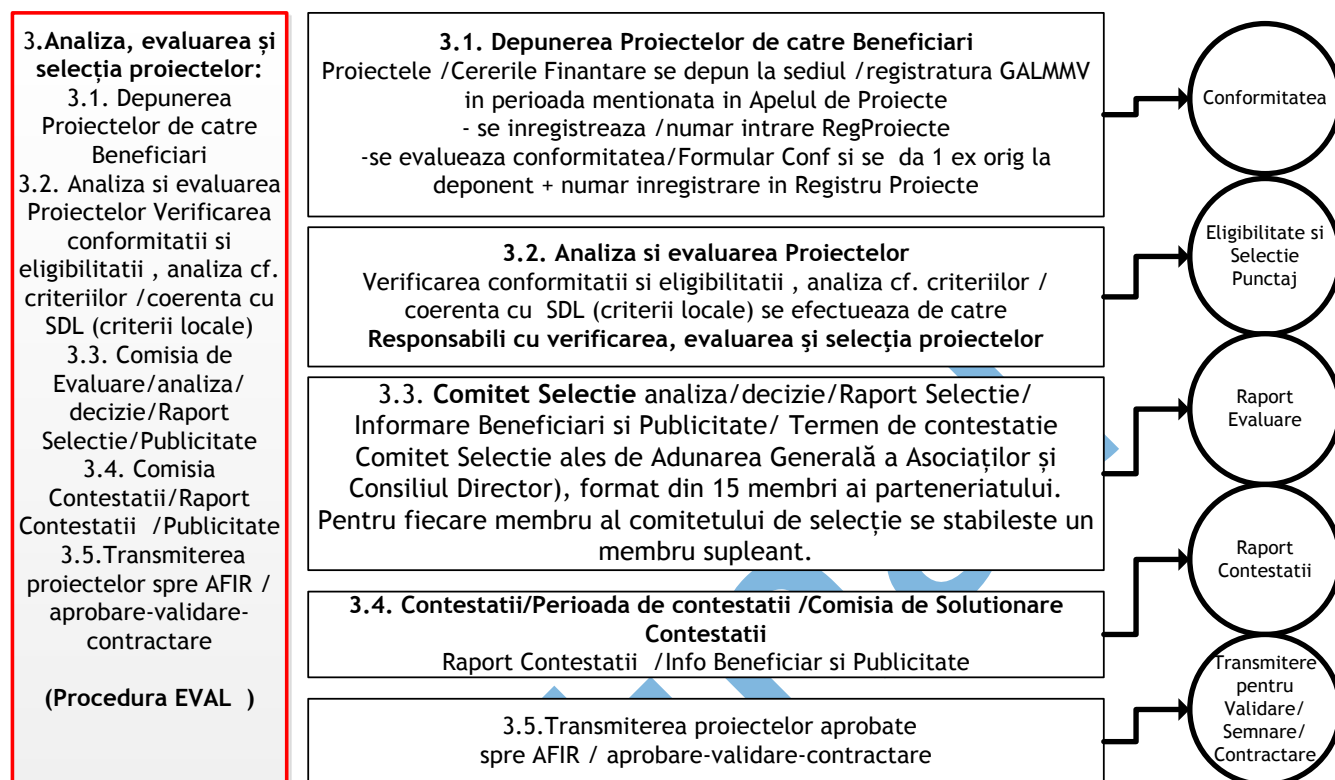 3.Analiza, evaluarea și
selecția proiectelor:
3.1. Depunerea
Proiectelor de catre
Beneficiari
3.2. Analiza si evaluarea
Proiectelor Verificarea
conformitatii si
eligibilitatii , analiza cf.
criteriilor /coerenta cu
SDL (criterii locale)
3.3. Comisia de
Evaluare/analiza/
decizie/Raport
Selectie/Publicitate
3.4. Comisia
Contestatii/Raport
Contestatii /Publicitate
3.5.Transmiterea
proiectelor spre AFIR /
aprobare-validare-
contractare
(Procedura EVAL )
3.1. Depunerea Proiectelor de catre Beneficiari
Proiectele /Cererile Finantare se depun la sediul /registratura GALMMV
in perioada mentionata in Apelul de Proiecte
- se inregistreaza /numar intrare RegProiecte
-se evalueaza conformitatea/Formular Conf si se da 1 ex orig la
deponent + numar inregistrare in Registru Proiecte
Conformitatea
3.2. Analiza si evaluarea Proiectelor
Verificarea conformitatii si eligibilitatii , analiza cf. criteriilor /
coerenta cu SDL (criterii locale) se efectueaza de catre
Responsabili cu verificarea, evaluarea și selecția proiectelor
Eligibilitate si
Selectie
Punctaj
3.3. Comitet Selectie analiza/decizie/Raport Selectie/
Informare Beneficiari si Publicitate/ Termen de contestatie
Comitet Selectie ales de Adunarea Generală a Asociaților și
Consiliul Director), format din 15 membri ai parteneriatului.
Pentru fiecare membru al comitetului de selecție se stabileste un
membru supleant.
Raport
Evaluare
3.4. Contestatii/Perioada de contestatii /Comisia de Solutionare
Contestatii
Raport Contestatii /Info Beneficiar si Publicitate
Raport
Contestatii
3.5.Transmiterea proiectelor aprobate
spre AFIR / aprobare-validare-contractare
Transmitere
pentru
Validare/
Semnare/
Contractare